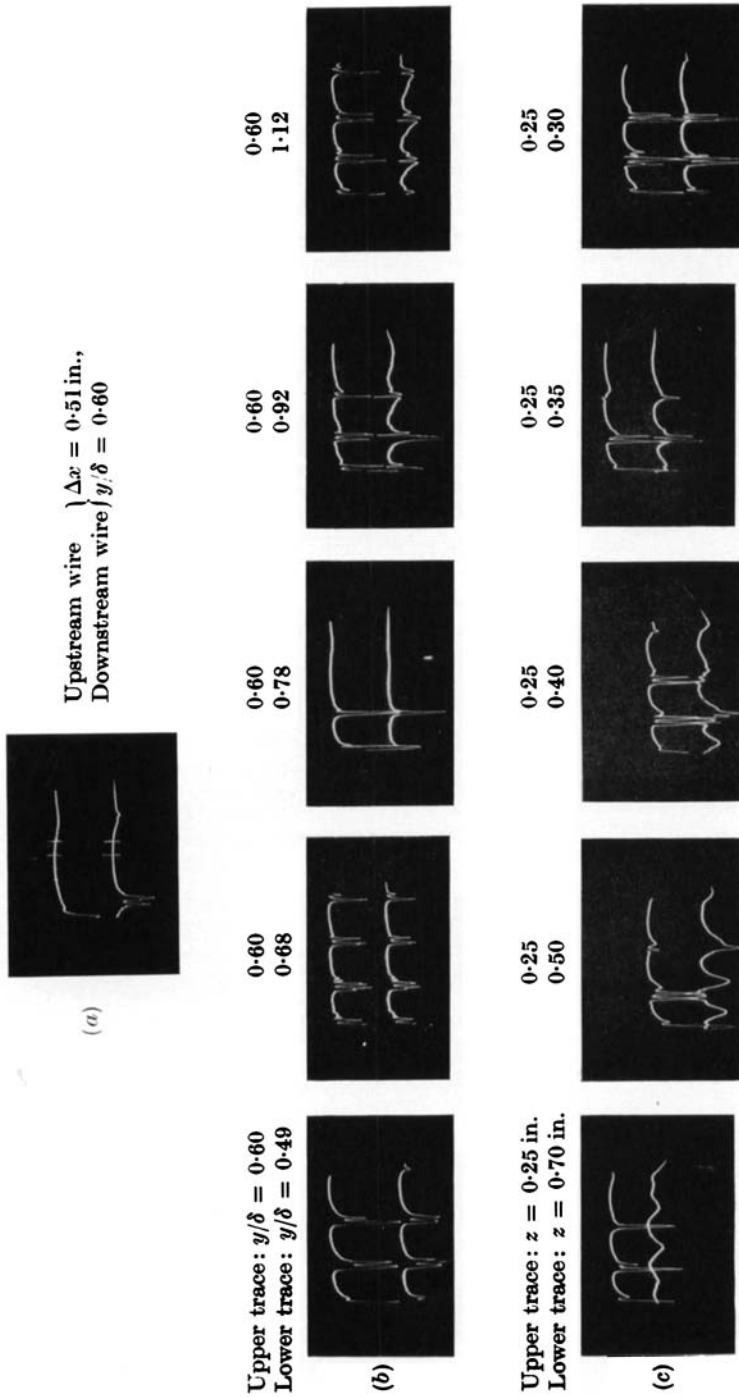 (a)
Upstream wire } Δx = 0·51 in.,
Downstream wire } y/δ = 0·60
Upper trace: y/δ = 0·60
Lower trace: y/δ = 0·49
0·60
0·68
0·60
0·78
0·60
0·92
0·60
1·12
(b)
Upper trace: z = 0·25 in.
Lower trace: z = 0·70 in.
0·25
0·50
0·25
0·40
0·25
0·35
0·25
0·30
(c)